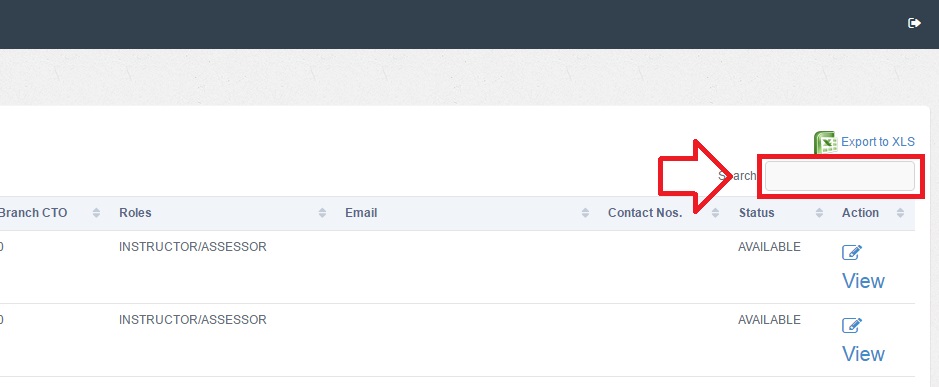 Export to XLS
Search
Branch CTO Roles Email Contact Nos. Status Action
0 INSTRUCTOR/ASSESSOR AVAILABLE
View
0 INSTRUCTOR/ASSESSOR AVAILABLE
View